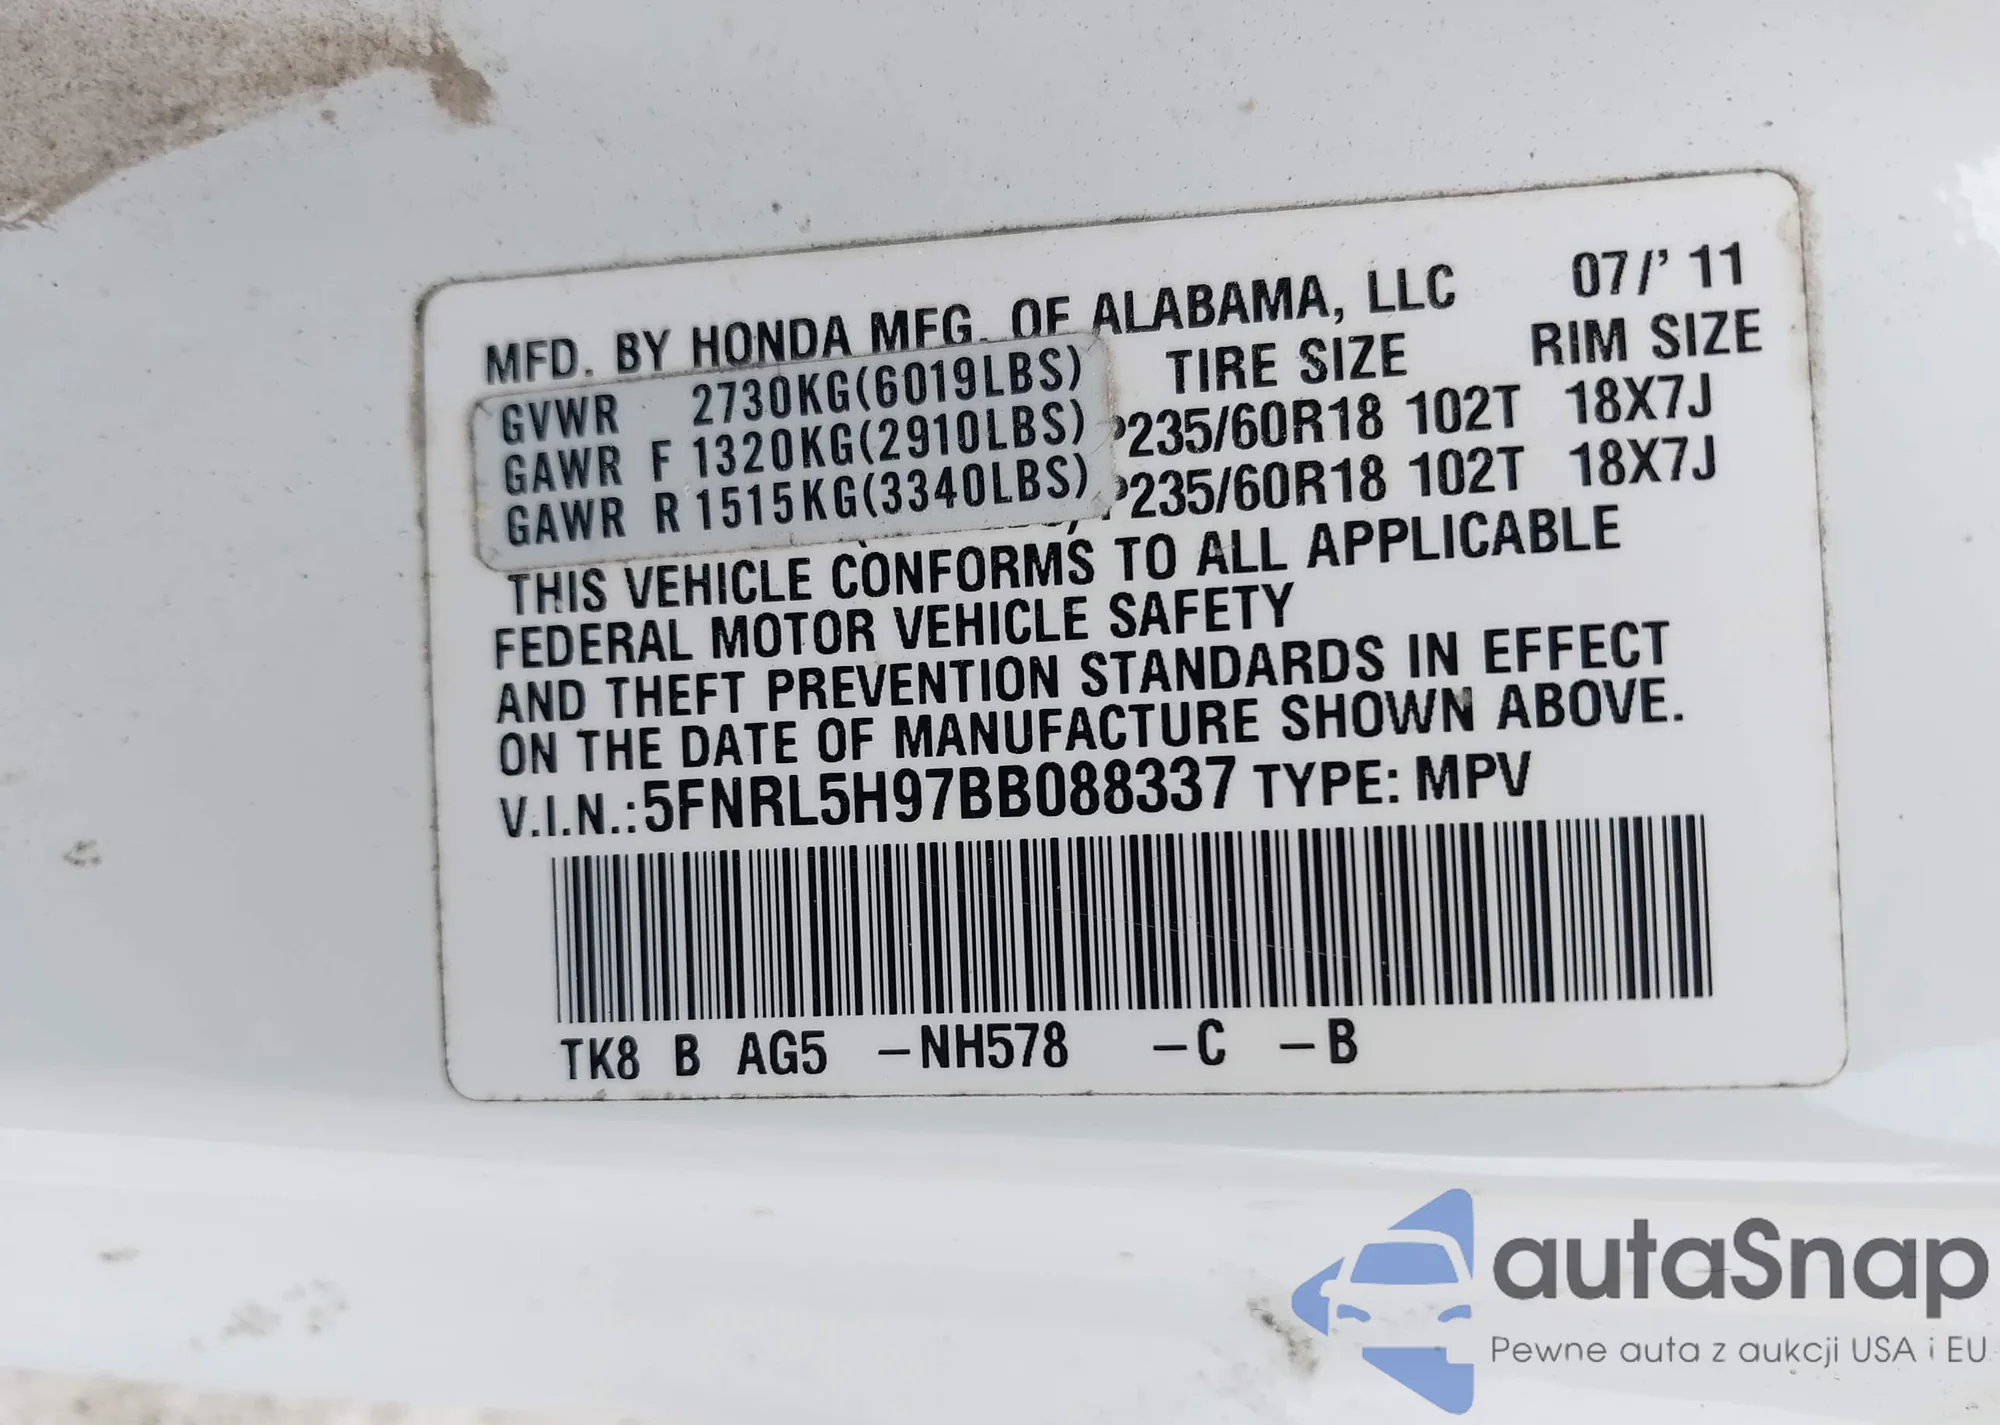 MFD. BY HONDA MFG. OF ALABAMA, LLC 07/'11
TIRE SIZE RIM SIZE
GVWR 2730KG(6019LBS)
GAWR F 1320KG(2910LBS) P235/60R18 102T 18X7J
GAWR R 1515KG(3340LBS) P235/60R18 102T 18X7J
THIS VEHICLE CONFORMS TO ALL APPLICABLE
FEDERAL MOTOR VEHICLE SAFETY
AND THEFT PREVENTION STANDARDS IN EFFECT
ON THE DATE OF MANUFACTURE SHOWN ABOVE.
V.I.N.:5FNRL5H97BB088337 TYPE: MPV
TK8 B AG5 –NH578 –C –B
autaSnap
Pewne auta z aukcji USA i EU